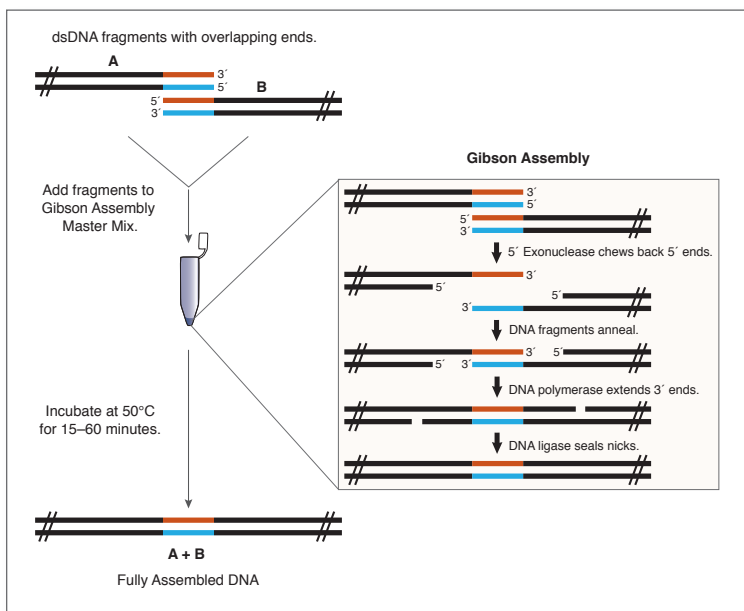 dsDNA fragments with overlapping ends.
A
3´
5´
B
5´
3´
Add fragments to
Gibson Assembly
Master Mix.
Incubate at 50°C
for 15–60 minutes.
A + B
Fully Assembled DNA
Gibson Assembly
3´
5´
5´
3´
5´ Exonuclease chews back 5´ ends.
3´
5´
5´
3´
DNA fragments anneal.
3´ 5´
5´ 3´
DNA polymerase extends 3´ ends.
DNA ligase seals nicks.